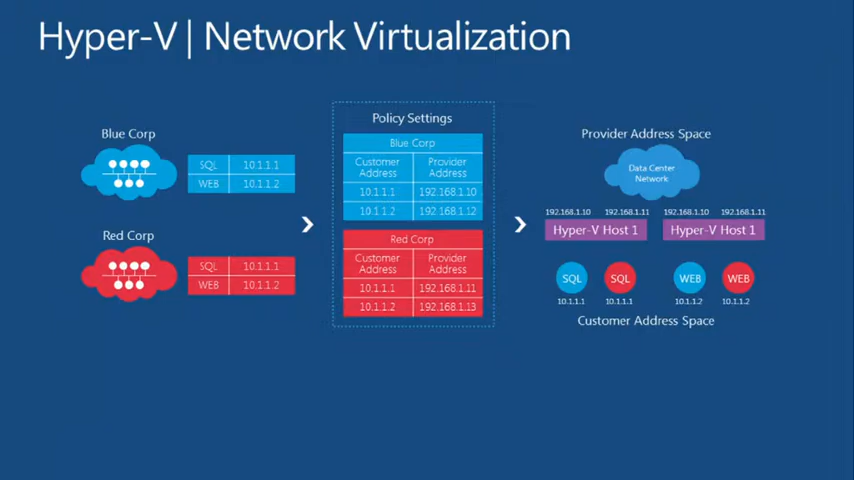 Hyper-V | Network Virtualization
Blue Corp
SQL 10.1.1.1
WEB 10.1.1.2
Red Corp
SQL 10.1.1.1
WEB 10.1.1.2
Policy Settings
Blue Corp
Customer Address Provider Address
10.1.1.1 192.168.1.10
10.1.1.2 192.168.1.12
Red Corp
Customer Address Provider Address
10.1.1.1 192.168.1.11
10.1.1.2 192.168.1.13
Provider Address Space
Data Center
Network
192.168.1.10 192.168.1.11 192.168.1.10 192.168.1.11
Hyper-V Host 1 Hyper-V Host 1
SQL SQL WEB WEB
10.1.1.1 10.1.1.1 10.1.1.2 10.1.1.2
Customer Address Space